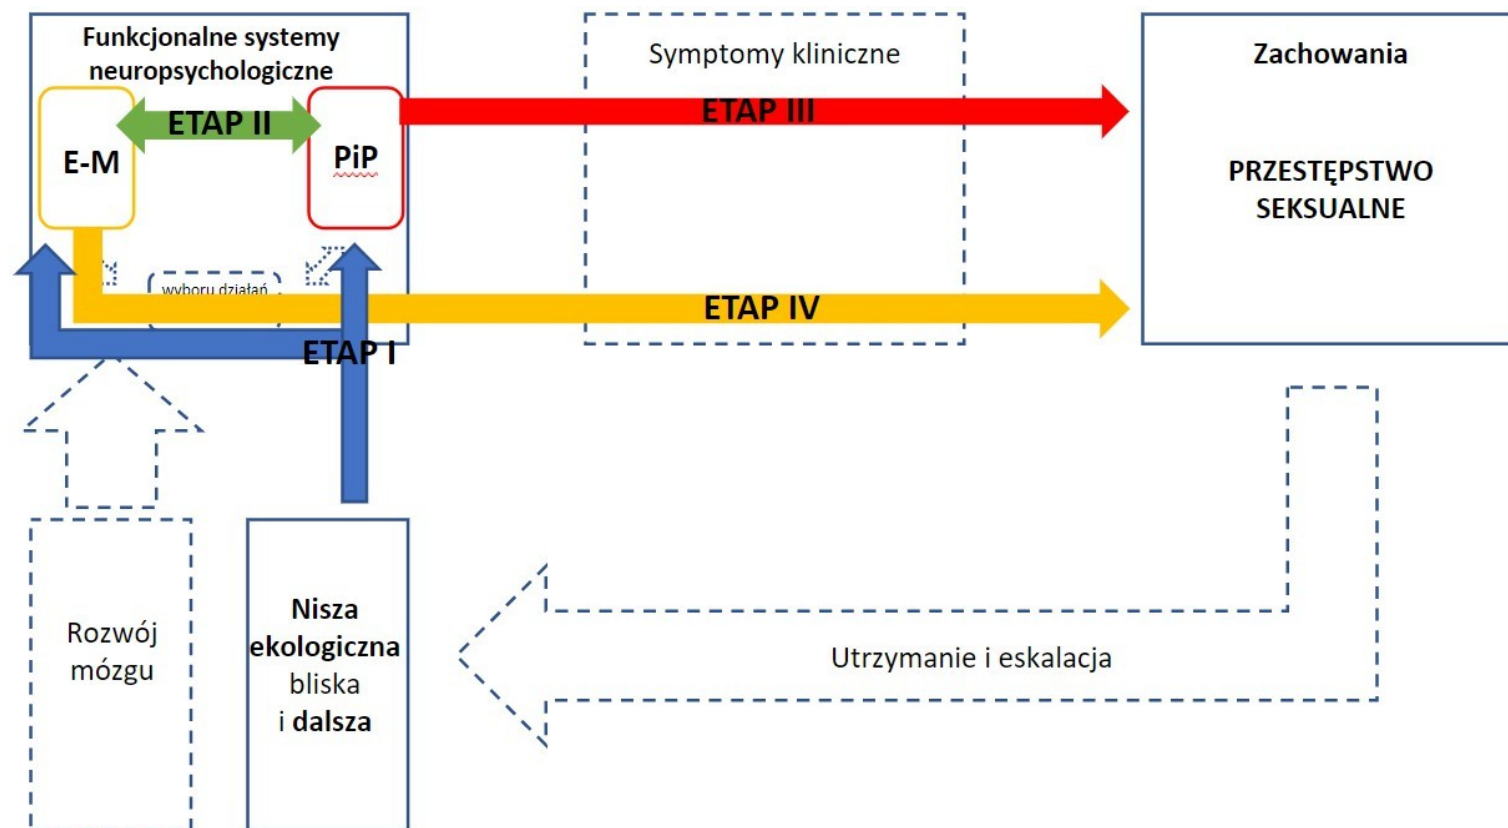 Funkcjonalne systemy
neuropsychologiczne
E-M
ETAP II
PiP
wyboru działań
ETAP I
Symptomy kliniczne
ETAP III
ETAP IV
Zachowania
PRZESTĘPSTWO
SEKSUALNE
Rozwój
mózgu
Nisza
ekologiczna
bliska
i dalsza
Utrzymanie i eskalacja